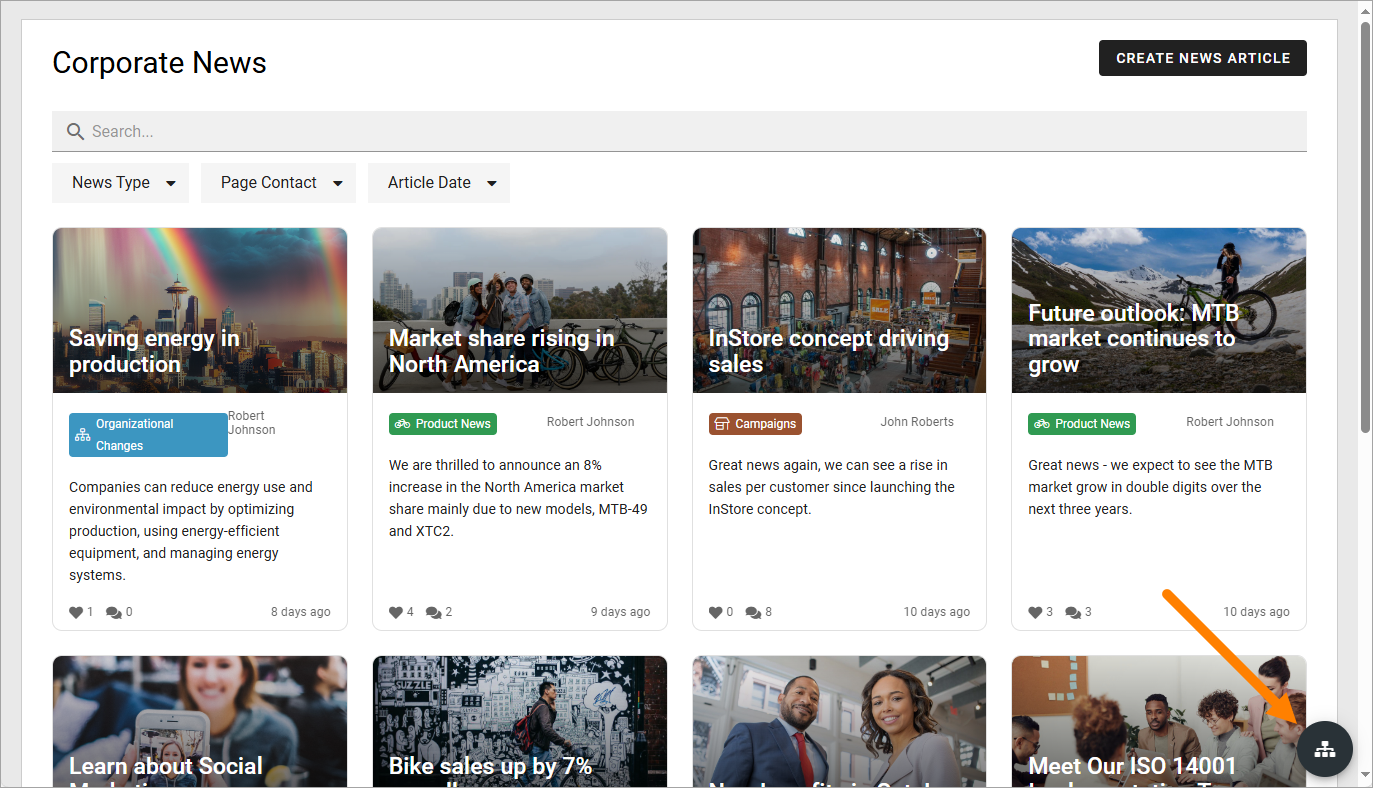 Corporate News
CREATE NEWS ARTICLE
Search...
News Type
Page Contact
Article Date
Saving energy in
production
Organizational
Changes
Robert
Johnson
Companies can reduce energy use and
environmental impact by optimizing
production, using energy-efficient
equipment, and managing energy
systems.
1
0
8 days ago
Market share rising in
North America
Product News
Robert Johnson
We are thrilled to announce an 8%
increase in the North America market
share mainly due to new models, MTB-49
and XTC2.
4
2
9 days ago
SALE
InStore concept driving
sales
Campaigns
John Roberts
Great news again, we can see a rise in
sales per customer since launching the
InStore concept.
0
8
10 days ago
Future outlook: MTB
market continues to
grow
Product News
Robert Johnson
Great news - we expect to see the MTB
market grow in double digits over the
next three years.
3
3
10 days ago
Learn about Social
Bike sales up by 7%
Meet Our ISO 14001